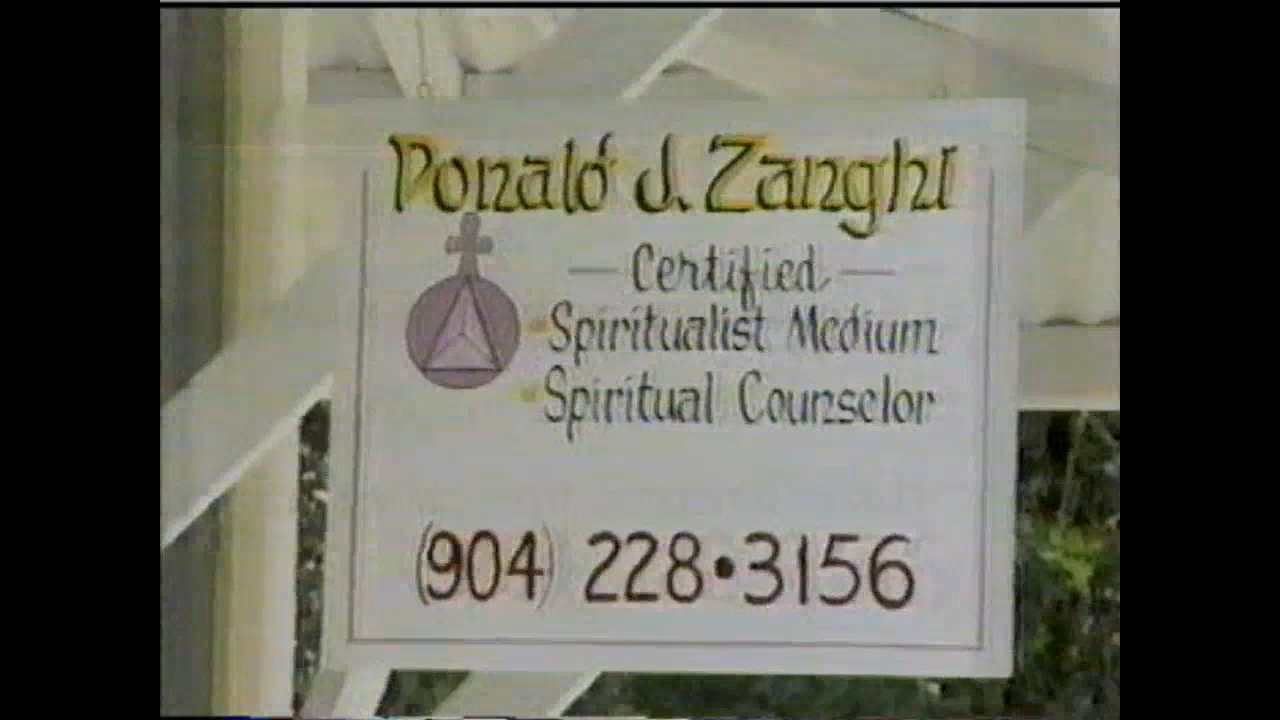 Donald J. Zanghi
— Certified —
Spiritualist Medium
Spiritual Counselor
(904) 228•3156